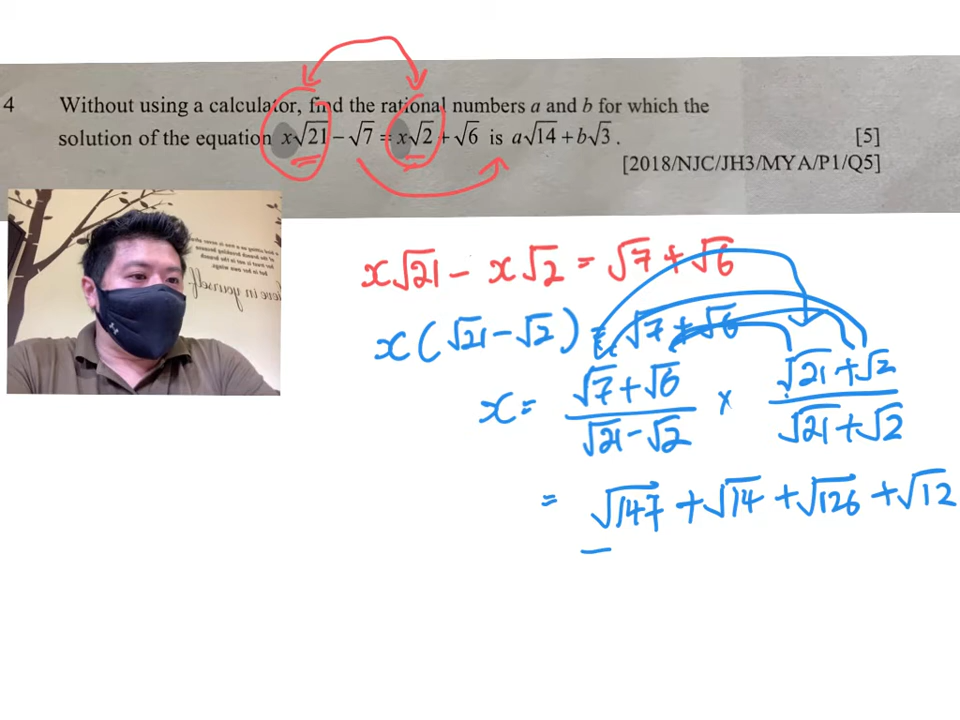 4 Without using a calculator, find the rational numbers a and b for which the
solution of the equation x√21 − √7 = x√2 + √6 is a√14 + b√3. [5]
[2018/NJC/JH3/MYA/P1/Q5]
x√21 − x√2 = √7 + √6
x(√21 − √2) = √7 + √6
x = (√7 + √6)/(√21 − √2) × (√21 + √2)/(√21 + √2)
= √147 + √14 + √126 + √12